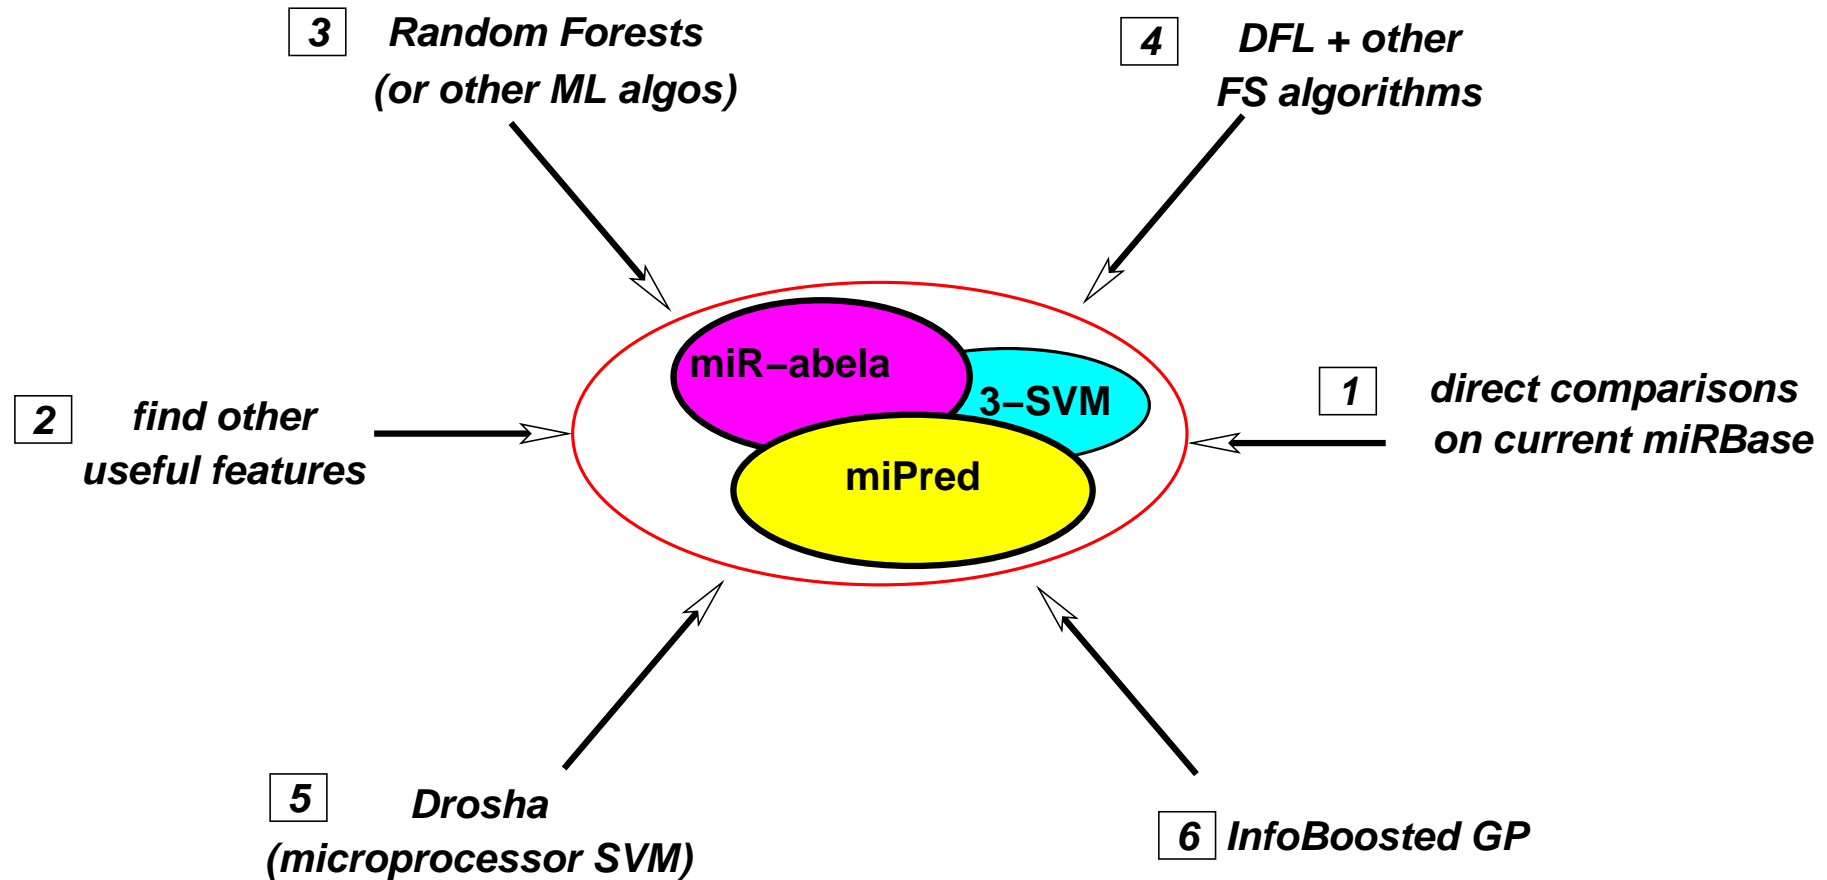 3 Random Forests
(or other ML algos)
4 DFL + other
FS algorithms
miR−abela
3−SVM
miPred
2 find other
useful features
1 direct comparisons
on current miRBase
5 Drosha
(microprocessor SVM)
6 InfoBoosted GP